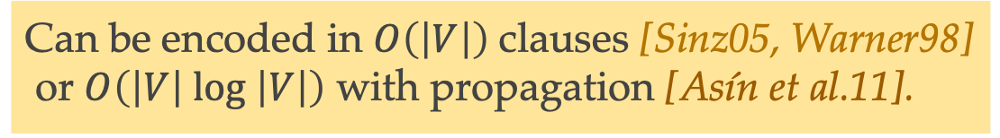 Can be encoded in O(|V|) clauses [Sinz05, Warner98]
or O(|V| log |V|) with propagation [Asín et al.11].